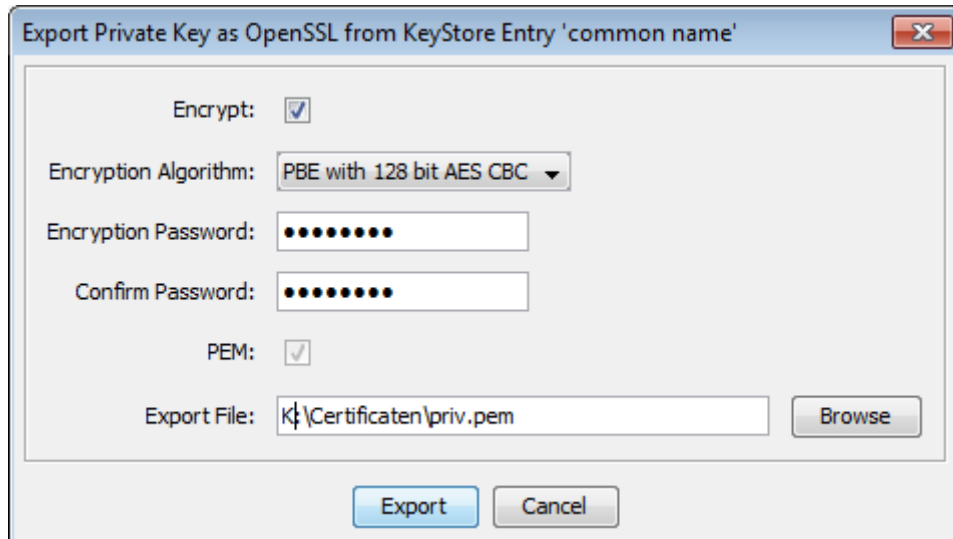 Export Private Key as OpenSSL from KeyStore Entry 'common name'
Encrypt:
Encryption Algorithm: PBE with 128 bit AES CBC
Encryption Password: ●●●●●●●●
Confirm Password: ●●●●●●●●
PEM:
Export File: K:\Certificaten\priv.pem Browse
Export Cancel